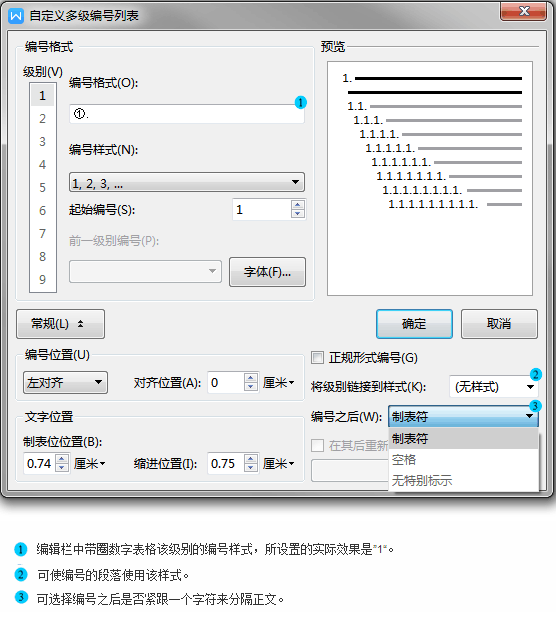 自定义多级编号列表
编号格式
级别(V)
1
2
3
4
5
6
7
8
9
编号格式(O):
①.
1
编号样式(N):
1, 2, 3, ...
起始编号(S):
1
前一级别编号(P):
字体(F)...
预览
1.
1.1.
1.1.1.
1.1.1.1.
1.1.1.1.1.
1.1.1.1.1.1.
1.1.1.1.1.1.1.
1.1.1.1.1.1.1.1.
1.1.1.1.1.1.1.1.1.
常规(L)
确定
取消
编号位置(U)
左对齐
对齐位置(A):
0
厘米
正规形式编号(G)
2
将级别链接到样式(K):
(无样式)
3
文字位置
制表位位置(B):
0.74
厘米
缩进位置(I):
0.75
厘米
编号之后(W):
制表符
制表符
空格
无特别标示
在其后重新
1 编辑栏中带圈数字表格该级别的编号样式，所设置的实际效果是"1"。
2 可使编号的段落使用该样式。
3 可选择编号之后是否紧跟一个字符来分隔正文。